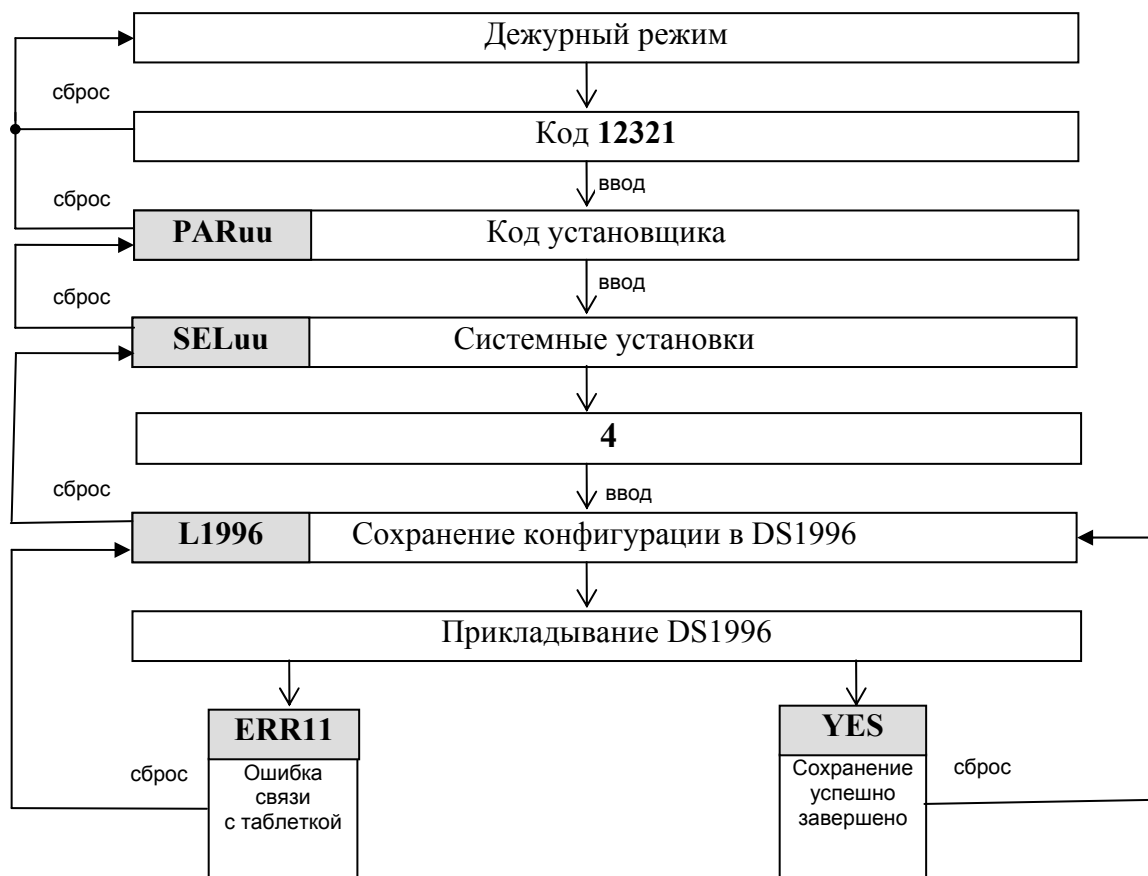 Дежурный режим
сброс
Код 12321
ввод
сброс
PARuu Код установщика
ввод
сброс
SELuu Системные установки
4
сброс
ввод
L1996 Сохранение конфигурации в DS1996
Прикладывание DS1996
ERR11
YES
сброс
Ошибка
связи
с таблеткой
Сохранение
успешно
завершено
сброс